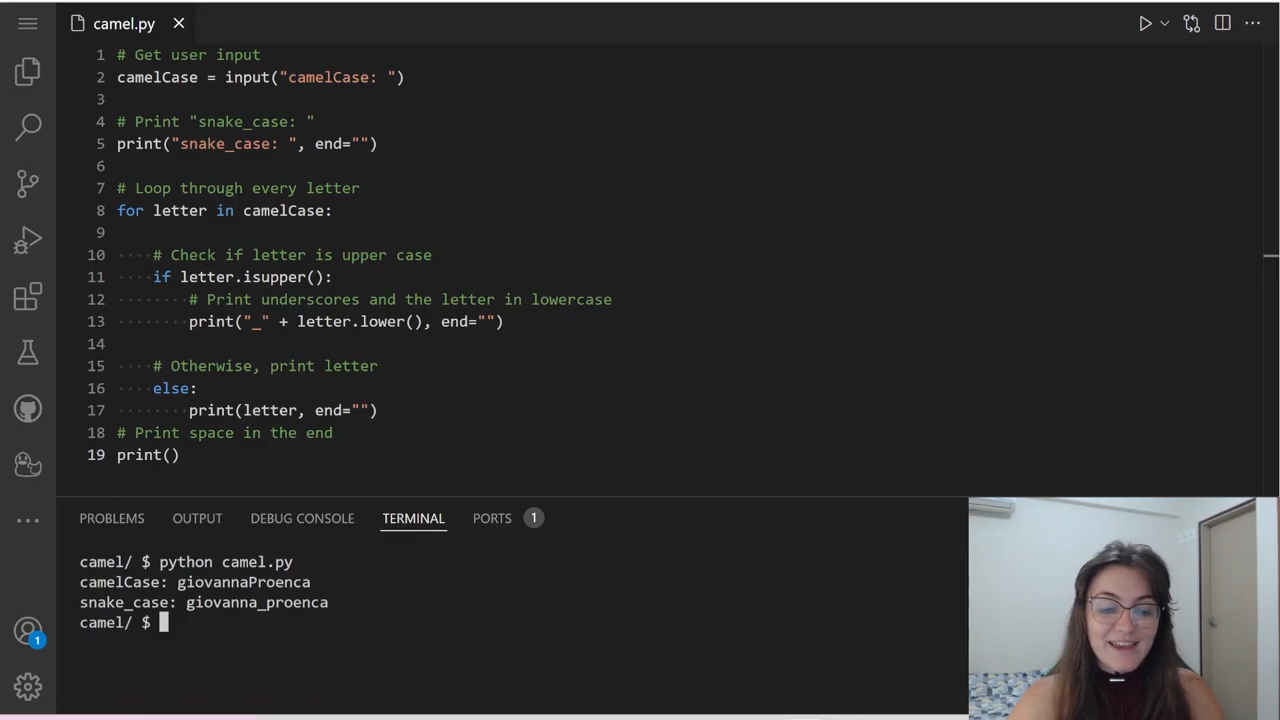 camel.py
1 # Get user input
2 camelCase = input("camelCase: ")
3
4 # Print "snake_case: "
5 print("snake_case: ", end="")
6
7 # Loop through every letter
8 for letter in camelCase:
9
10 # Check if letter is upper case
11 if letter.isupper():
12 # Print underscores and the letter in lowercase
13 print("_" + letter.lower(), end="")
14
15 # Otherwise, print letter
16 else:
17 print(letter, end="")
18 # Print space in the end
19 print()
PROBLEMS OUTPUT DEBUG CONSOLE TERMINAL PORTS 1
camel/ $ python camel.py
camelCase: giovannaProenca
snake_case: giovanna_proenca
camel/ $
1